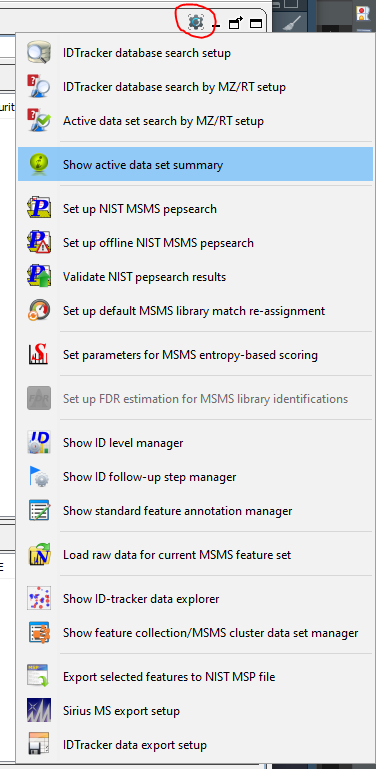 IDTracker database search setup
IDTracker database search by MZ/RT setup
Active data set search by MZ/RT setup
Show active data set summary
Set up NIST MSMS pepsearch
Set up offline NIST MSMS pepsearch
Validate NIST pepsearch results
Set up default MSMS library match re-assignment
Set parameters for MSMS entropy-based scoring
FDR Set up FDR estimation for MSMS library identifications
ID Show ID level manager
Show ID follow-up step manager
Show standard feature annotation manager
Load raw data for current MSMS feature set
Show ID-tracker data explorer
Show feature collection/MSMS cluster data set manager
Export selected features to NIST MSP file
Sirius MS export setup
IDTracker data export setup